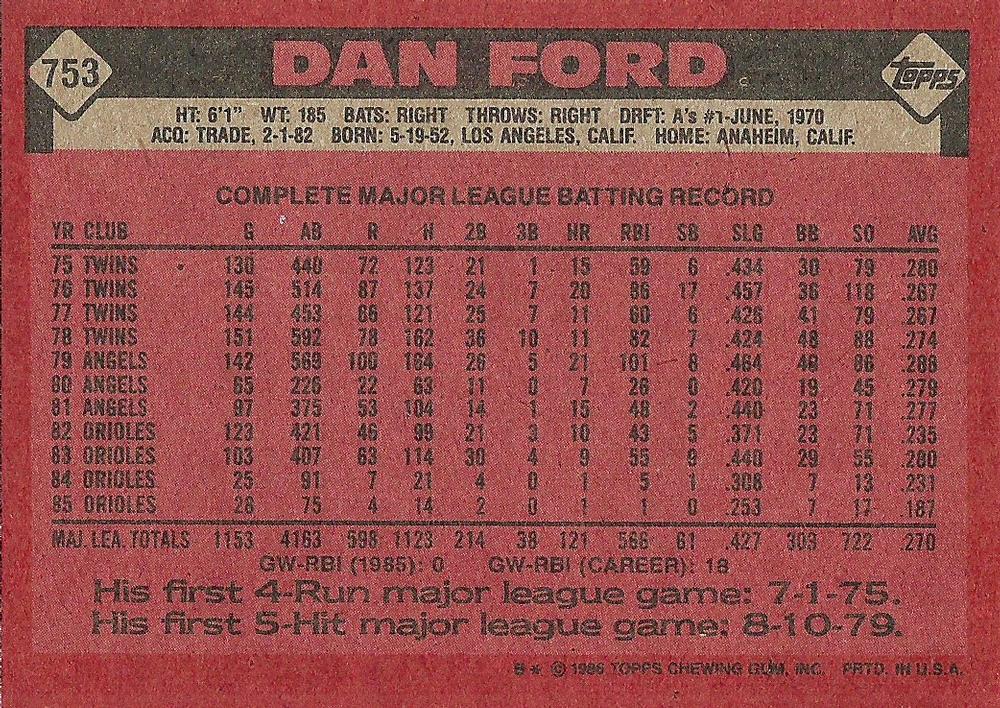 753 DAN FORD Topps
HT: 6'1" WT: 185 BATS: RIGHT THROWS: RIGHT DRFT: A's #1-JUNE, 1970
ACQ: TRADE, 2-1-82 BORN: 5-19-52, LOS ANGELES, CALIF. HOME: ANAHEIM, CALIF.
COMPLETE MAJOR LEAGUE BATTING RECORD
YR CLUB G AB R H 2B 3B HR RBI SB SLG BB SO AVG
75 TWINS 130 440 72 123 21 1 15 59 6 .434 30 79 .280
76 TWINS 145 514 87 137 24 7 20 86 17 .457 36 118 .267
77 TWINS 144 453 66 121 25 7 11 60 6 .426 41 79 .267
78 TWINS 151 592 78 162 36 10 11 82 7 .424 48 88 .274
79 ANGELS 142 569 100 164 26 5 21 101 8 .464 40 86 .288
80 ANGELS 65 226 22 63 11 0 7 26 0 .420 19 45 .279
81 ANGELS 97 375 53 104 14 1 15 48 2 .440 23 71 .277
82 ORIOLES 123 421 46 99 21 3 10 43 5 .371 23 71 .235
83 ORIOLES 103 407 63 114 30 4 9 55 9 .440 29 55 .280
84 ORIOLES 25 91 7 21 4 0 1 5 1 .308 7 13 .231
85 ORIOLES 28 75 4 14 2 0 1 1 0 .253 7 17 .187
MAJ. LEA. TOTALS 1153 4163 598 1123 214 38 121 566 61 .427 303 722 .270
GW-RBI (1985): 0 GW-RBI (CAREER): 18
His first 4-Run major league game: 7-1-75.
His first 5-Hit major league game: 8-10-79.
B * © 1986 TOPPS CHEWING GUM, INC. PRTD. IN U.S.A.